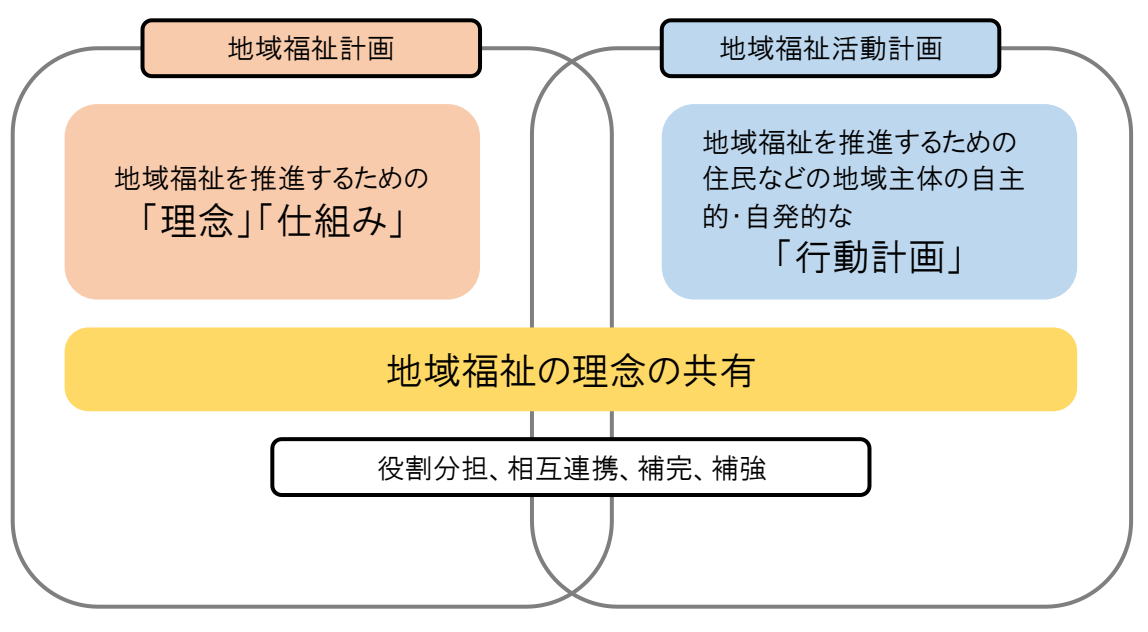 地域福祉計画
地域福祉活動計画
地域福祉を推進するための
「理念」「仕組み」
地域福祉を推進するための
住民などの地域主体の自主
的・自発的な
「行動計画」
地域福祉の理念の共有
役割分担、相互連携、補完、補強